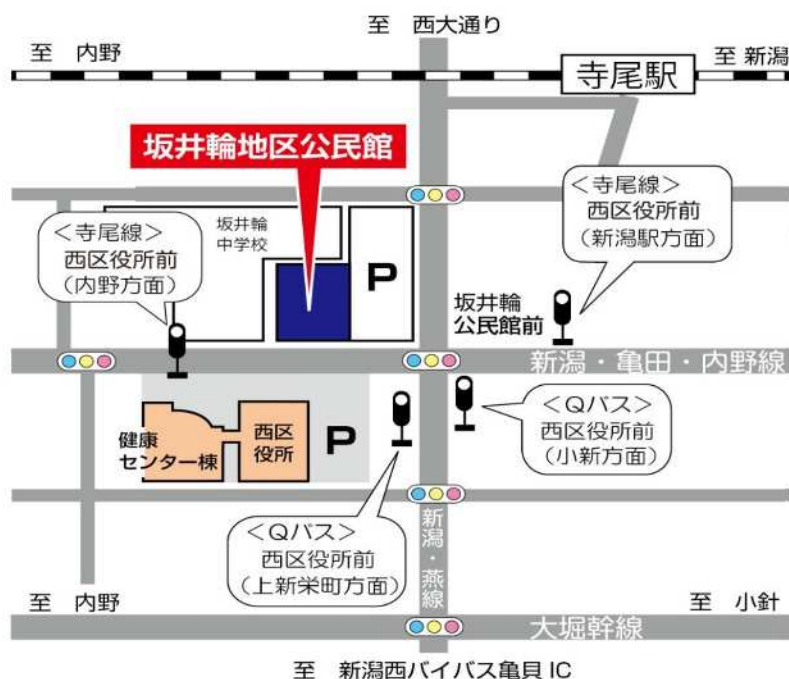 至 西大通り
至 内野
寺尾駅
至 新潟
坂井輪地区公民館
<寺尾線>
西区役所前
(新潟駅方面)
坂井輪
中学校
<寺尾線>
西区役所前
(内野方面)
P
坂井輪
公民館前
新潟・亀田・内野線
<Qバス>
西区役所前
(小新方面)
健康
センター棟
西区
役所
P
<Qバス>
西区役所前
(上新栄町方面)
新潟・燕線
至 内野
至 小針
大堀幹線
至 新潟西バイパス亀貝 IC